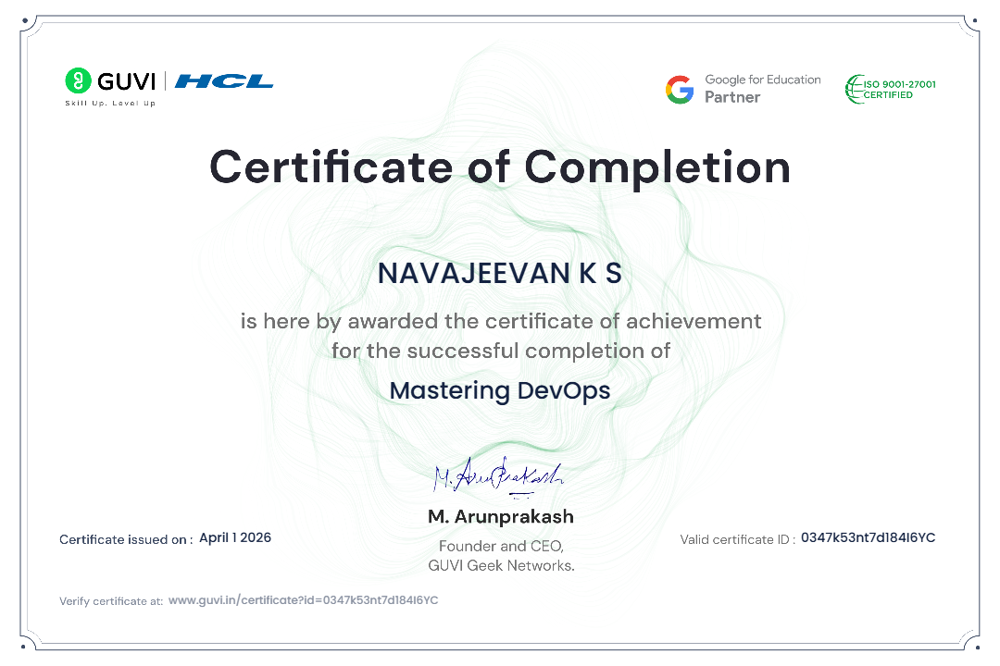 GUVI | HCL
Skill Up. Level Up
Google for Education
Partner
ISO 9001-27001
CERTIFIED
Certificate of Completion
NAVAJEEVAN K S
is here by awarded the certificate of achievement
for the successful completion of
Mastering DevOps
M. ArunPrakash
M. Arunprakash
Founder and CEO,
GUVI Geek Networks.
Certificate issued on : April 1 2026
Valid certificate ID : 0347k53nt7d184I6YC
Verify certificate at: www.guvi.in/certificate?id=0347k53nt7d184I6YC